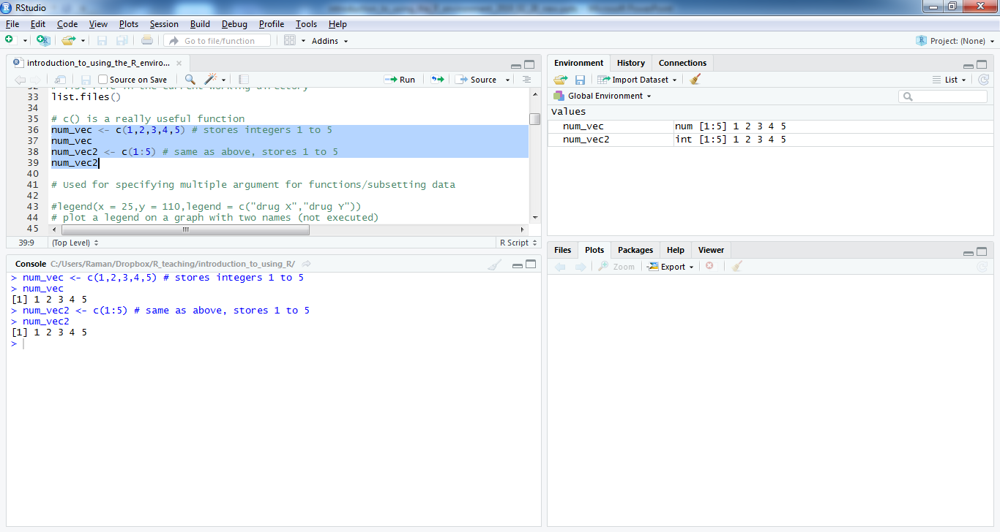 RStudio
File Edit Code View Plots Session Build Debug Profile Tools Help
Go to file/function Addins Project: (None)
introduction_to_using_the_R_enviro...
Source on Save Run Source
33 list.files()
34
35 # c() is a really useful function
36 num_vec <- c(1,2,3,4,5) # stores integers 1 to 5
37 num_vec
38 num_vec2 <- c(1:5) # same as above, stores 1 to 5
39 num_vec2
40
41 # Used for specifying multiple argument for functions/subsetting data
42
43 #legend(x = 25,y = 110,legend = c("drug X","drug Y"))
44 # plot a legend on a graph with two names (not executed)
45
39:9 (Top Level) R Script
Console C:/Users/Raman/Dropbox/R_teaching/introduction_to_using_R/
> num_vec <- c(1,2,3,4,5) # stores integers 1 to 5
> num_vec
[1] 1 2 3 4 5
> num_vec2 <- c(1:5) # same as above, stores 1 to 5
> num_vec2
[1] 1 2 3 4 5
>
Environment History Connections
Import Dataset List
Global Environment
Values
num_vec num [1:5] 1 2 3 4 5
num_vec2 int [1:5] 1 2 3 4 5
Files Plots Packages Help Viewer
Zoom Export